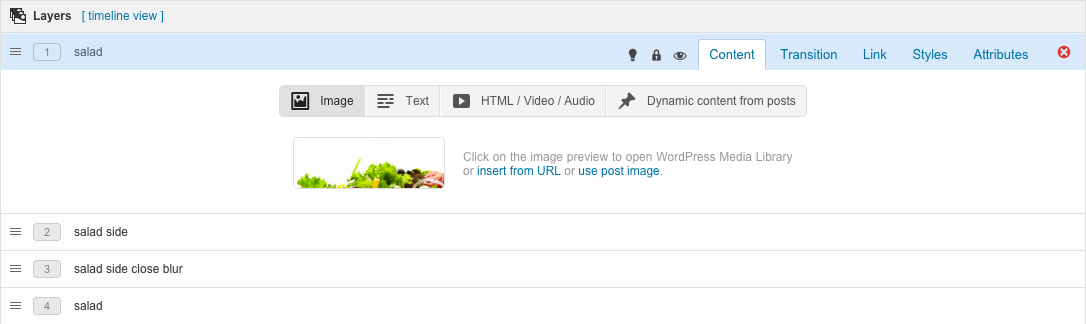 Layers [ timeline view ]
1 salad Content Transition Link Styles Attributes
Image Text HTML / Video / Audio Dynamic content from posts
Click on the image preview to open WordPress Media Library
or insert from URL or use post image.
2 salad side
3 salad side close blur
4 salad